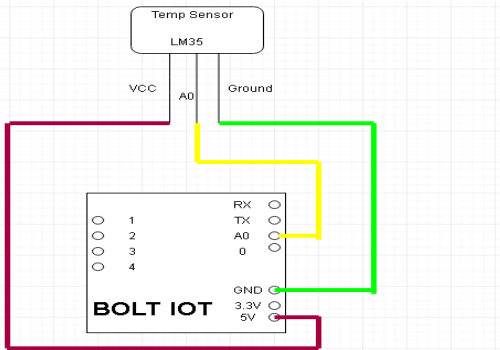 Temp Sensor
LM35
VCC
A0
Ground
RX
1
TX
2
A0
3
0
4
GND
BOLT IOT
3.3V
5V